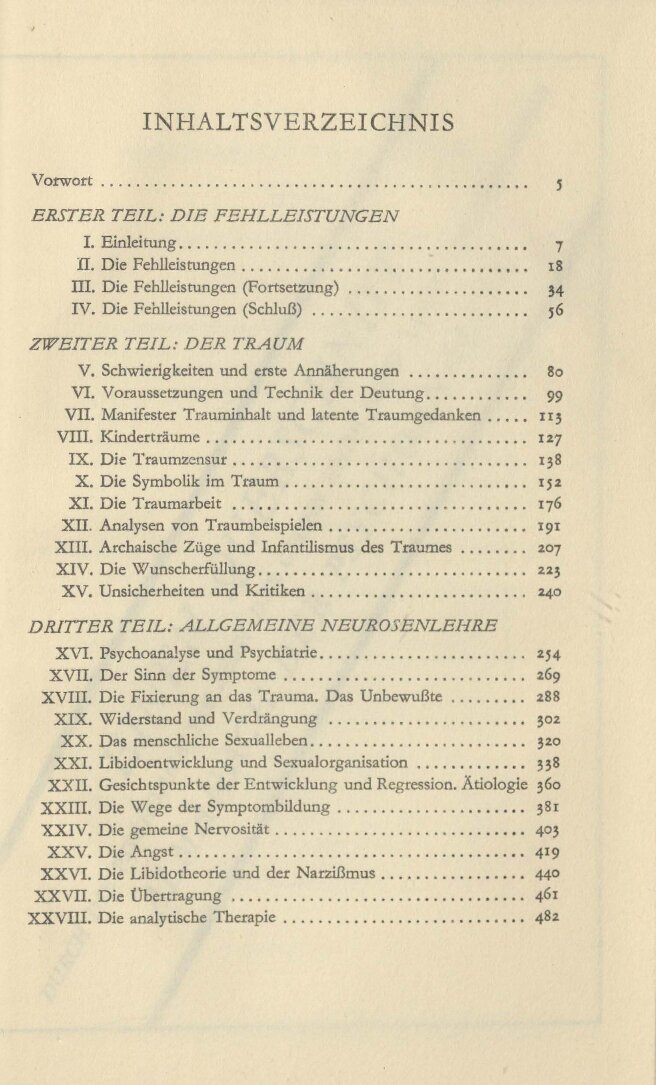 INHALTSVERZEICHNIS
Vorwort ................................................ 5
ERSTER TEIL: DIE FEHLLEISTUNGEN
I. Einleitung........................................ 7
II. Die Fehlleistungen ................................. 18
III. Die Fehlleistungen (Fortsetzung) ..................... 34
IV. Die Fehlleistungen (Schluß) ......................... 56
ZWEITER TEIL: DER TRAUM
V. Schwierigkeiten und erste Annäherungen ............. 80
VI. Voraussetzungen und Technik der Deutung............ 99
VII. Manifester Trauminhalt und latente Traumgedanken ..... 113
VIII. Kinderträume ..................................... 127
IX. Die Traumzensur .................................. 138
X. Die Symbolik im Traum ............................ 152
XI. Die Traumarbeit ................................... 176
XII. Analysen von Traumbeispielen ....................... 191
XIII. Archaische Züge und Infantilismus des Traumes ........ 207
XIV. Die Wunscherfüllung............................... 223
XV. Unsicherheiten und Kritiken ......................... 240
DRITTER TEIL: ALLGEMEINE NEUROSENLEHRE
XVI. Psychoanalyse und Psychiatrie........................ 254
XVII. Der Sinn der Symptome ............................ 269
XVIII. Die Fixierung an das Trauma. Das Unbewußte ......... 288
XIX. Widerstand und Verdrängung ....................... 302
XX. Das menschliche Sexualleben......................... 320
XXI. Libidoentwicklung und Sexualorganisation ............. 338
XXII. Gesichtspunkte der Entwicklung und Regression. Ätiologie 360
XXIII. Die Wege der Symptombildung ...................... 381
XXIV. Die gemeine Nervosität ............................. 403
XXV. Die Angst........................................ 419
XXVI. Die Libidotheorie und der Narzißmus ................. 440
XXVII. Die Übertragung .................................. 461
XXVIII. Die analytische Therapie ............................ 482